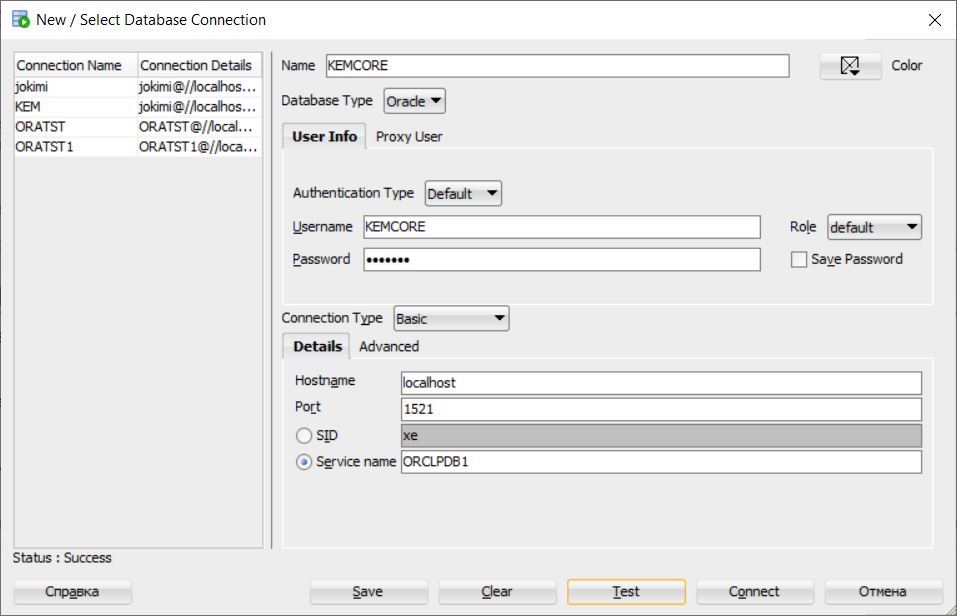 New / Select Database Connection
Connection Name Connection Details
jokimi jokimi@//localhos...
KEM jokimi@//localhos...
ORATST ORATST@//local...
ORATST1 ORATST1@//loca...
Name KEMCORE Color
Database Type Oracle
User Info Proxy User
Authentication Type Default
Username KEMCORE Role default
Password ••••••• Save Password
Connection Type Basic
Details Advanced
Hostname localhost
Port 1521
SID xe
Service name ORCLPDB1
Status : Success
Справка Save Clear Test Connect Отмена